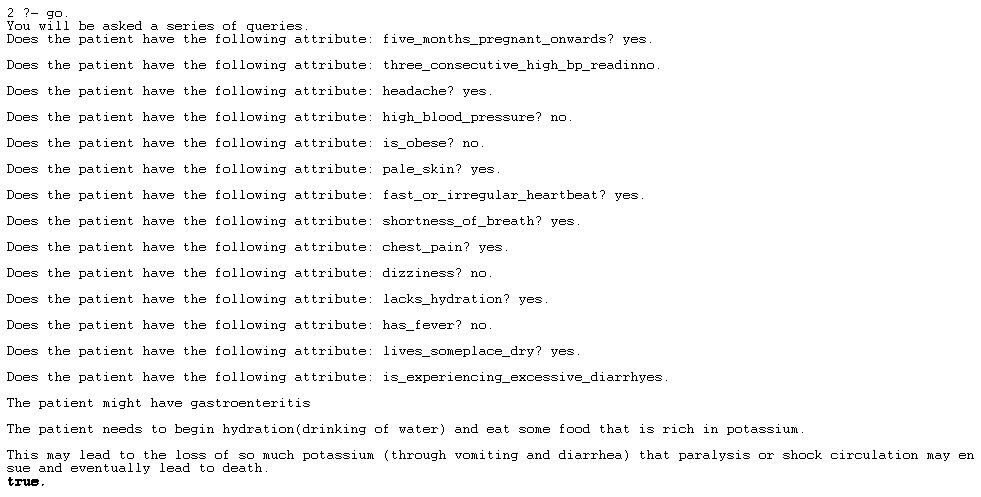 2 ?- go.
You will be asked a series of queries.
Does the patient have the following attribute: five_months_pregnant_onwards? yes.
Does the patient have the following attribute: three_consecutive_high_bp_readinno.
Does the patient have the following attribute: headache? yes.
Does the patient have the following attribute: high_blood_pressure? no.
Does the patient have the following attribute: is_obese? no.
Does the patient have the following attribute: pale_skin? yes.
Does the patient have the following attribute: fast_or_irregular_heartbeat? yes.
Does the patient have the following attribute: shortness_of_breath? yes.
Does the patient have the following attribute: chest_pain? yes.
Does the patient have the following attribute: dizziness? no.
Does the patient have the following attribute: lacks_hydration? yes.
Does the patient have the following attribute: has_fever? no.
Does the patient have the following attribute: lives_someplace_dry? yes.
Does the patient have the following attribute: is_experiencing_excessive_diarrhyes.
The patient might have gastroenteritis
The patient needs to begin hydration(drinking of water) and eat some food that is rich in potassium.
This may lead to the loss of so much potassium (through vomiting and diarrhea) that paralysis or shock circulation may en
sue and eventually lead to death.
true.